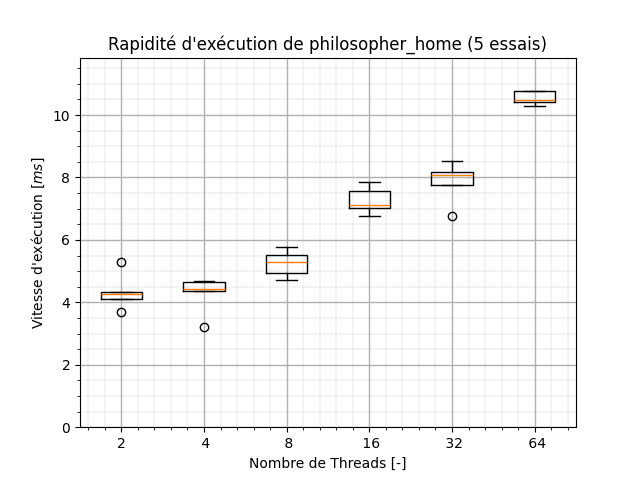 Rapidité d'exécution de philosopher_home (5 essais)
Vitesse d'exécution [ms]
10
8
6
4
2
0
2 4 8 16 32 64
Nombre de Threads [-]